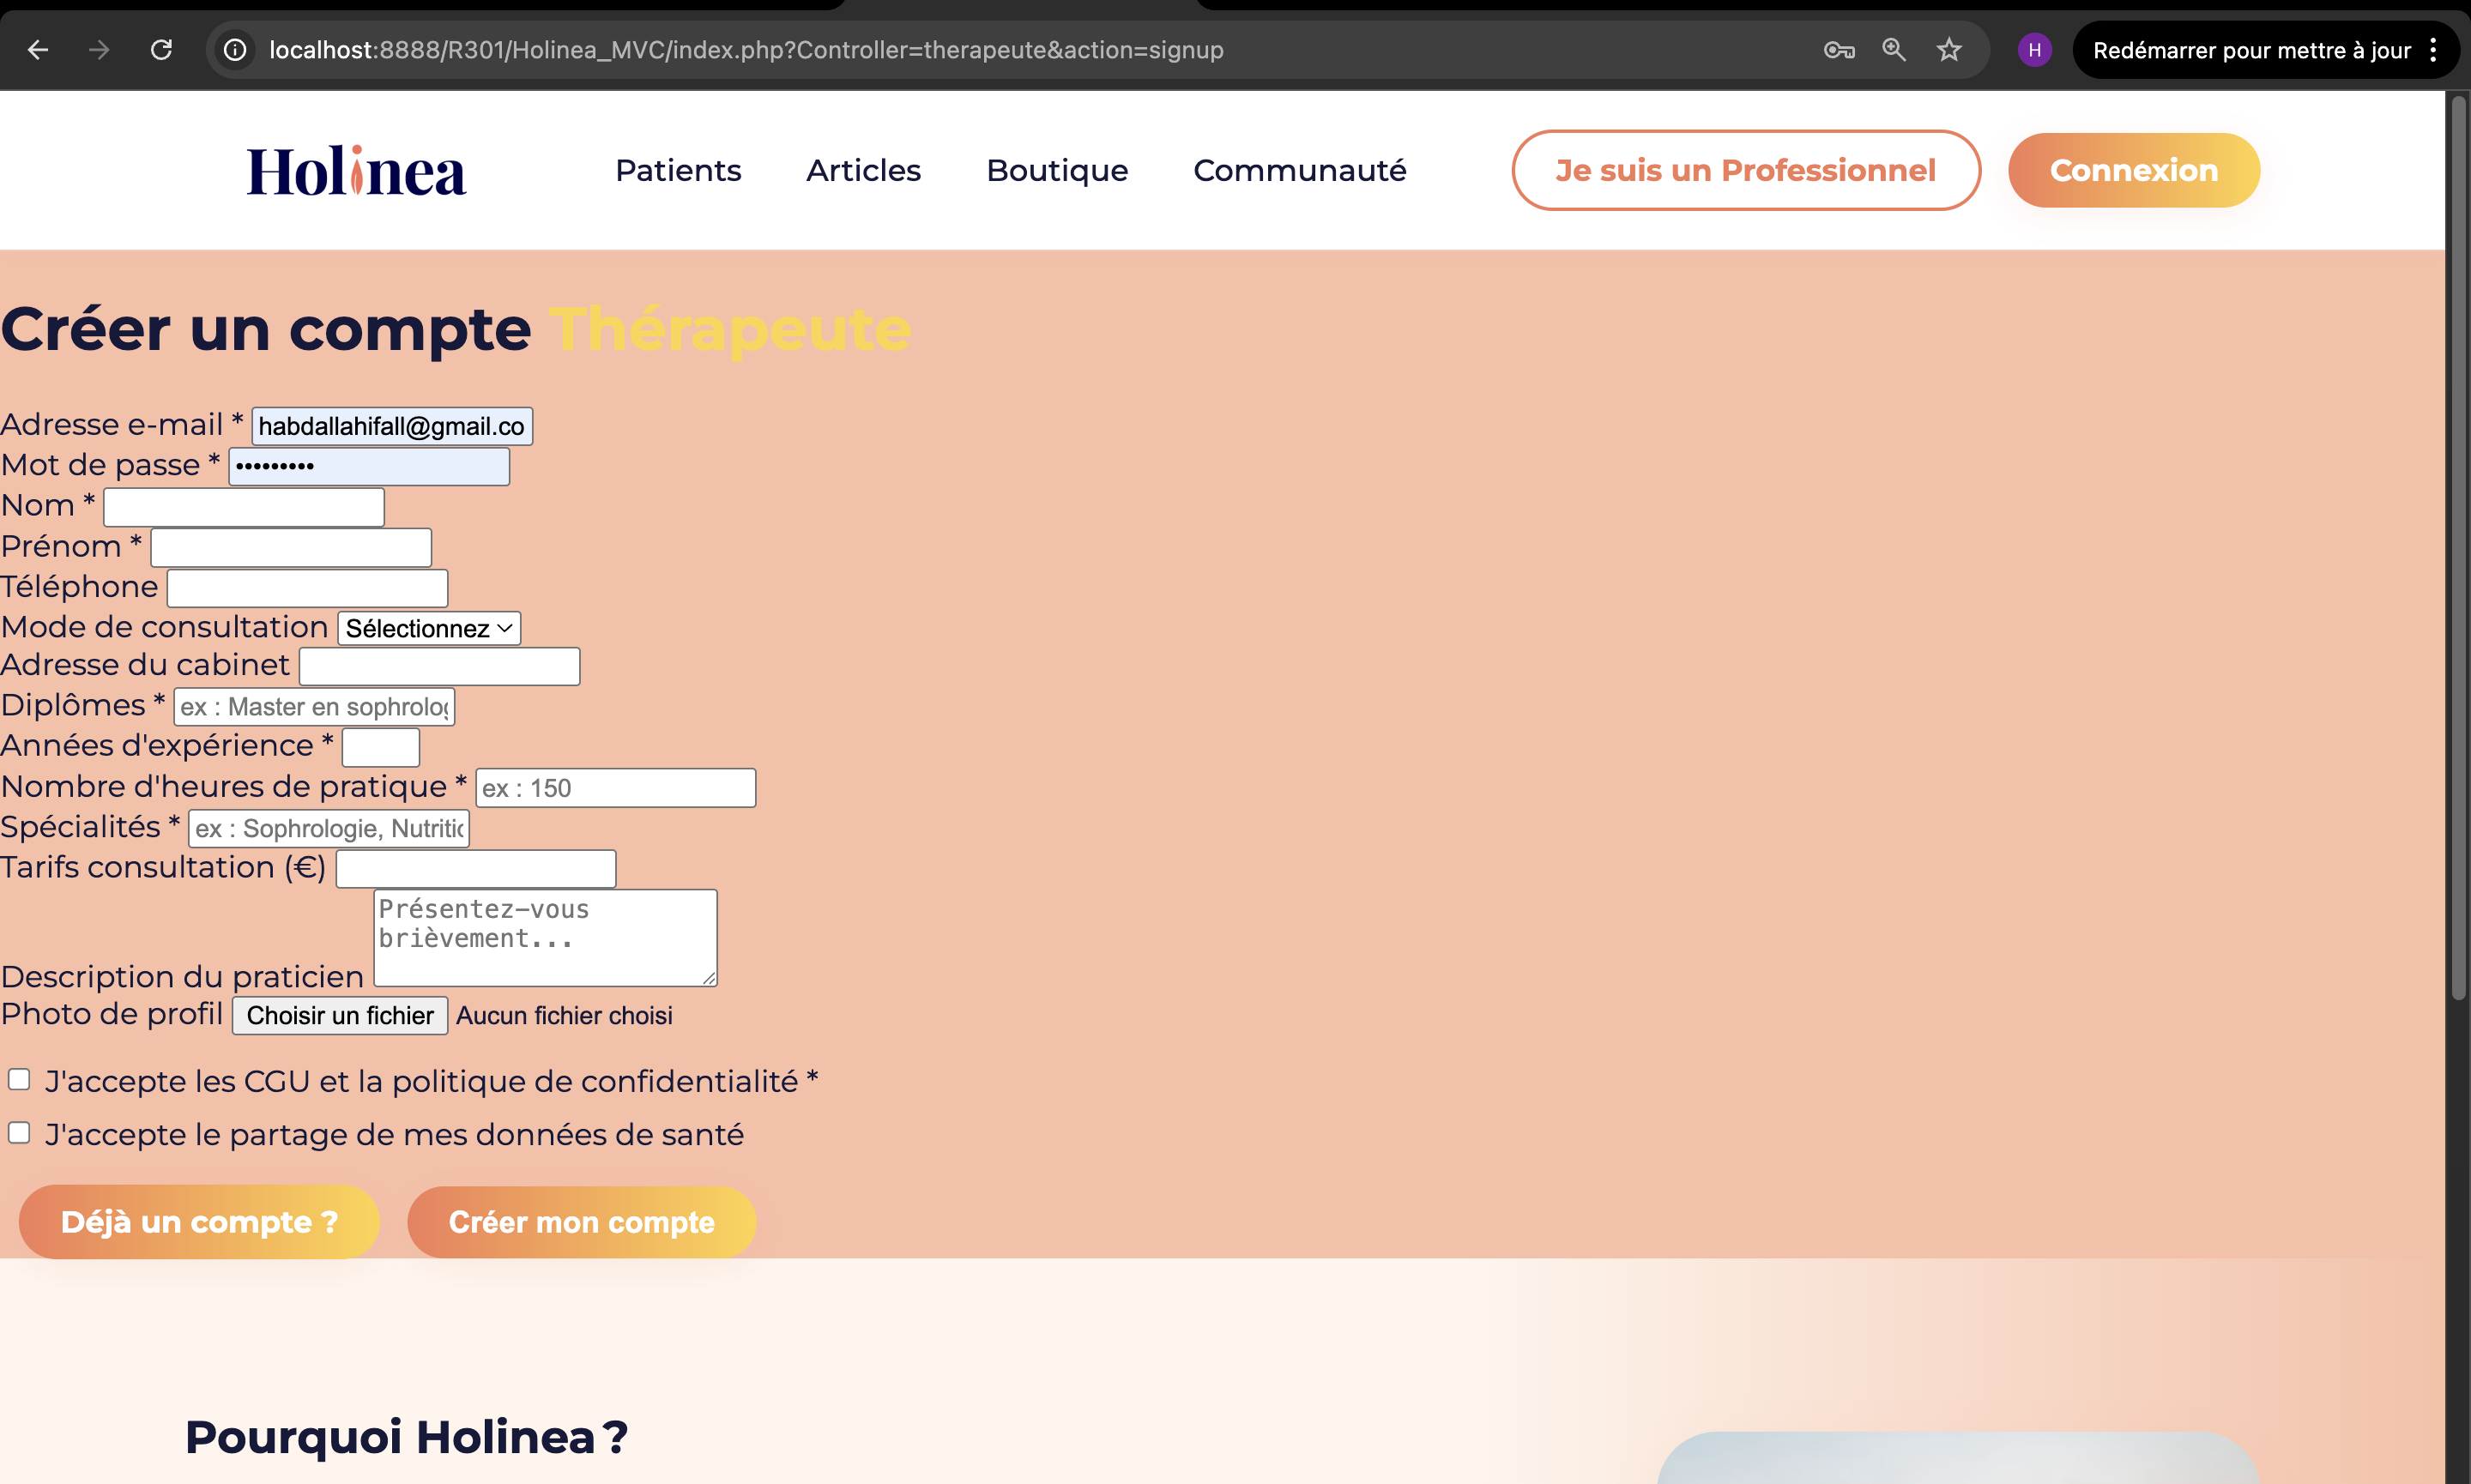 localhost:8888/R301/Holinea_MVC/index.php?Controller=therapeute&action=signup
H
Redémarrer pour mettre à jour
Holinea
Patients
Articles
Boutique
Communauté
Je suis un Professionnel
Connexion
Créer un compte Thérapeute
Adresse e-mail * habdallahifall@gmail.co
Mot de passe * •••••••••
Nom *
Prénom *
Téléphone
Mode de consultation Sélectionnez
Adresse du cabinet
Diplômes * ex : Master en sophrolog
Années d'expérience *
Nombre d'heures de pratique * ex : 150
Spécialités * ex : Sophrologie, Nutritic
Tarifs consultation (€)
Présentez-vous
brièvement...
Description du praticien
Photo de profil Choisir un fichier Aucun fichier choisi
J'accepte les CGU et la politique de confidentialité *
J'accepte le partage de mes données de santé
Déjà un compte ?
Créer mon compte
Pourquoi Holinea ?